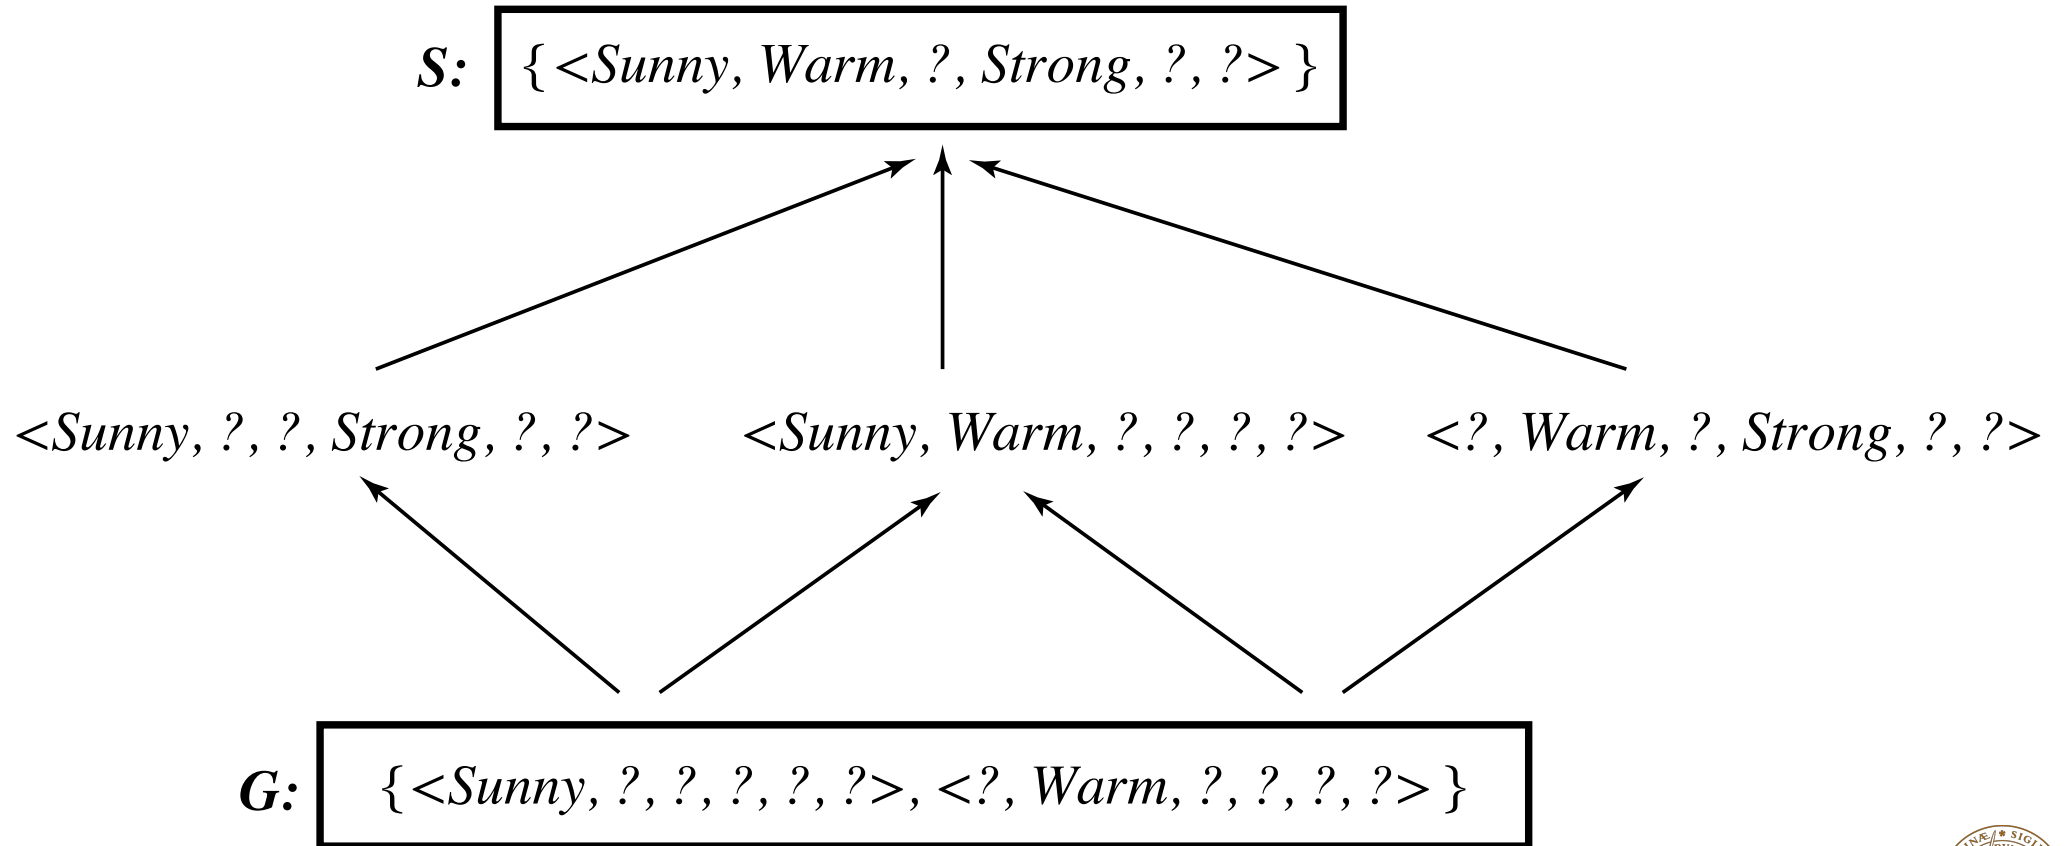 S: { <Sunny, Warm, ?, Strong, ?, ?> }
<Sunny, ?, ?, Strong, ?, ?> <Sunny, Warm, ?, ?, ?, ?> <?, Warm, ?, Strong, ?, ?>
G: { <Sunny, ?, ?, ?, ?, ?>, <?, Warm, ?, ?, ?, ?> }